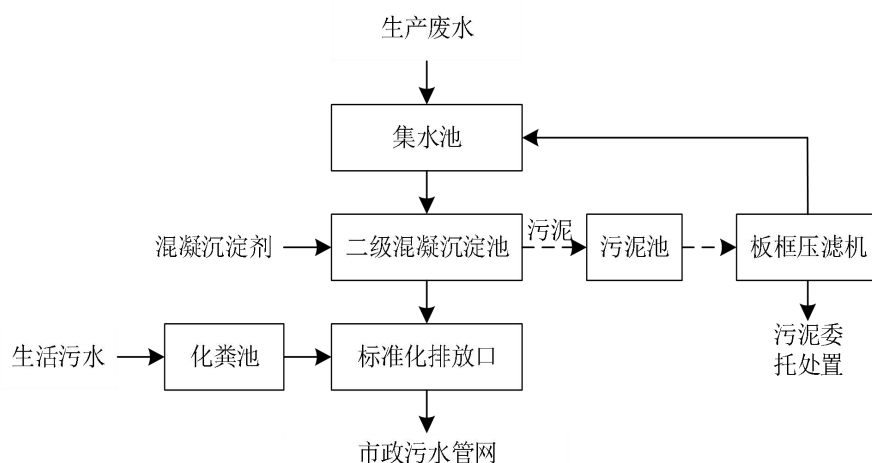 生产废水
集水池
混凝沉淀剂
二级混凝沉淀池
污泥
污泥池
板框压滤机
生活污水
化粪池
标准化排放口
污泥委
托处置
市政污水管网